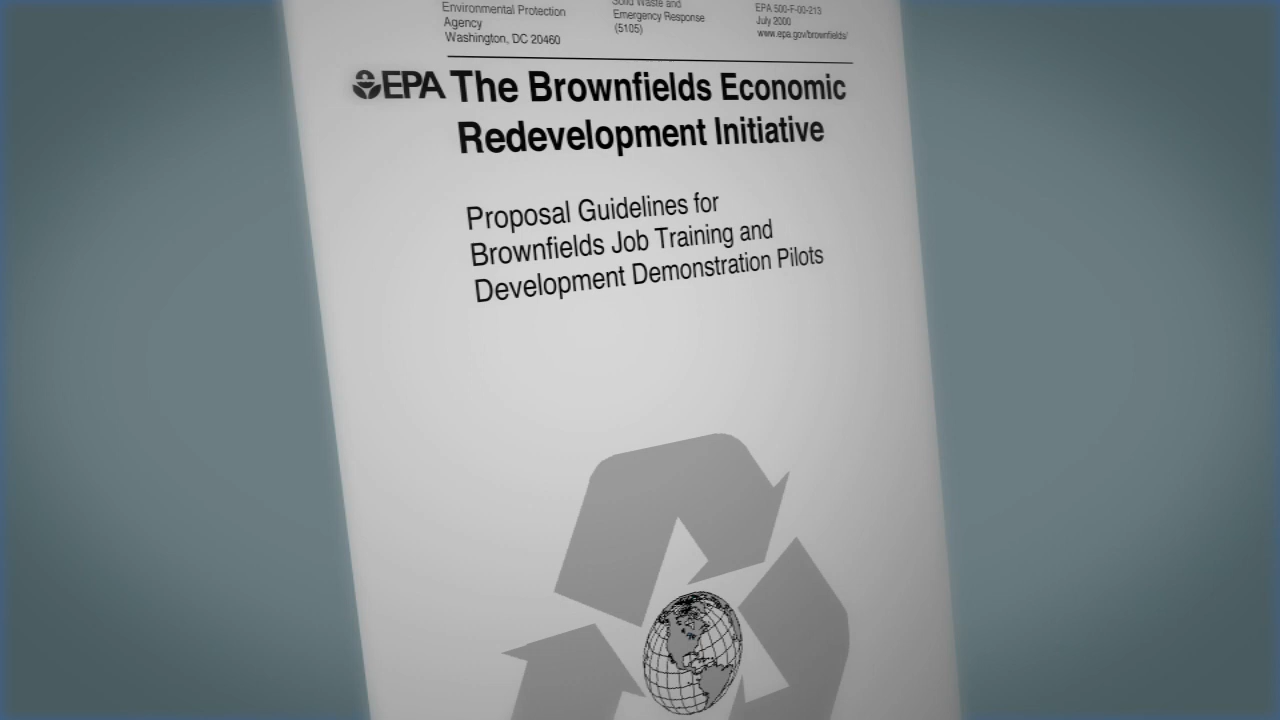 Environmental Protection
Agency
Washington, DC 20460
Solid Waste and
Emergency Response
(5105)
EPA 500-F-00-213
July 2000
www.epa.gov/brownfields/
EPA The Brownfields Economic
Redevelopment Initiative
Proposal Guidelines for
Brownfields Job Training and
Development Demonstration Pilots